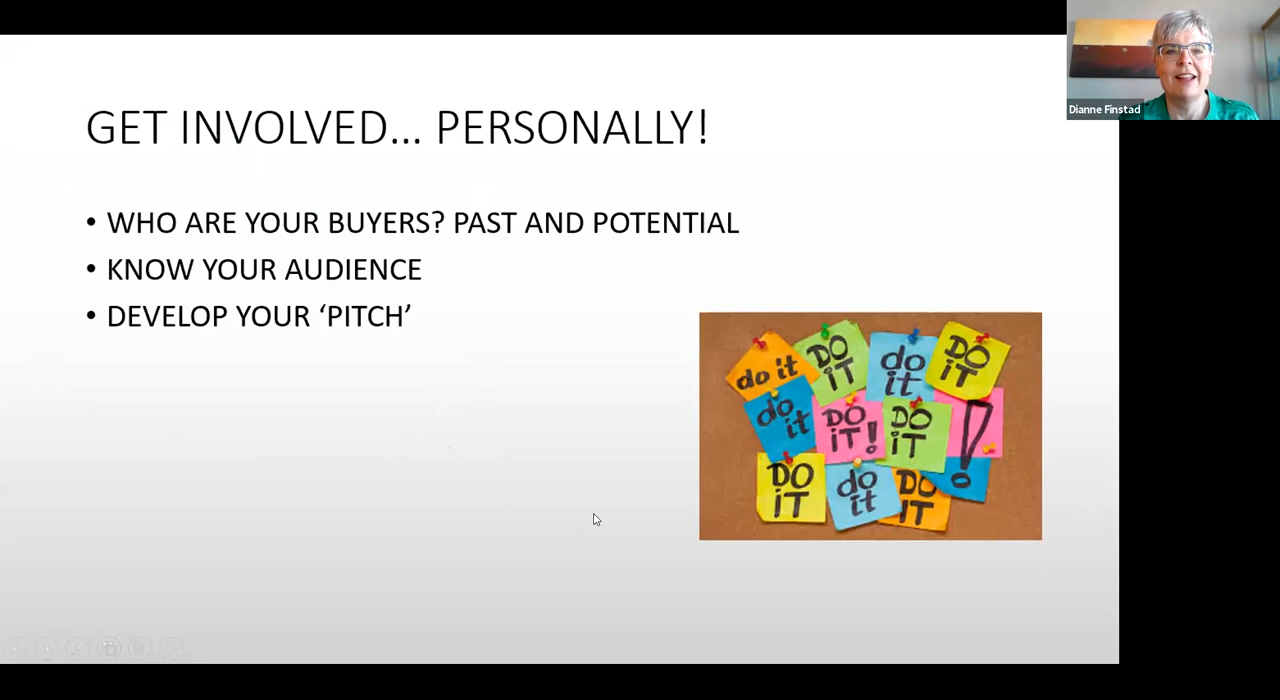 GET INVOLVED... PERSONALLY!
• WHO ARE YOUR BUYERS? PAST AND POTENTIAL
• KNOW YOUR AUDIENCE
• DEVELOP YOUR ‘PITCH’
Dianne Finstad
do it
DO
iT
do
it
DO
iT
do
it
DO
iT!
DO
iT
!
DO
iT
do
it
DO
iT